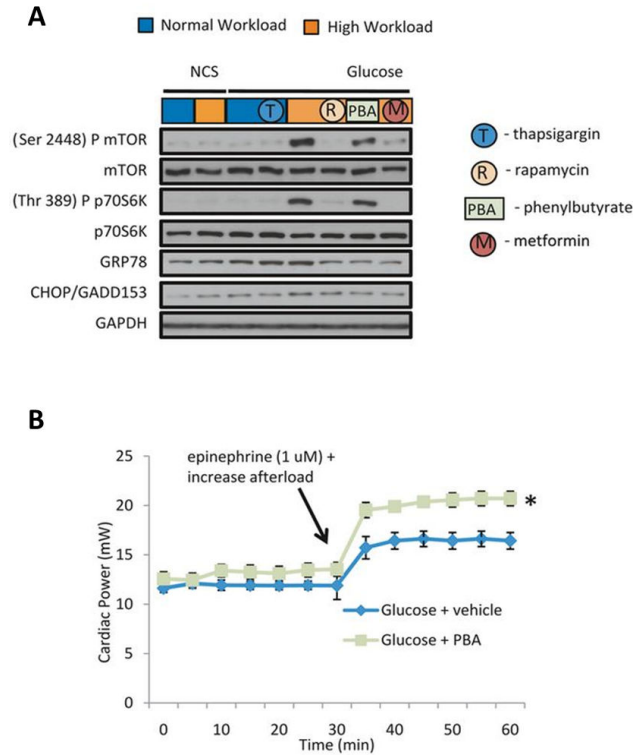 A
Normal Workload
High Workload
NCS
Glucose
T
R
PBA
M
(Ser 2448) P mTOR
mTOR
(Thr 389) P p70S6K
p70S6K
GRP78
CHOP/GADD153
GAPDH
T - thapsigargin
R - rapamycin
PBA - phenylbutyrate
M - metformin
B
epinephrine (1 uM) +
increase afterload
25
20
15
10
5
0
Cardiac Power (mW)
*
Glucose + vehicle
Glucose + PBA
0 10 20 30 40 50 60
Time (min)